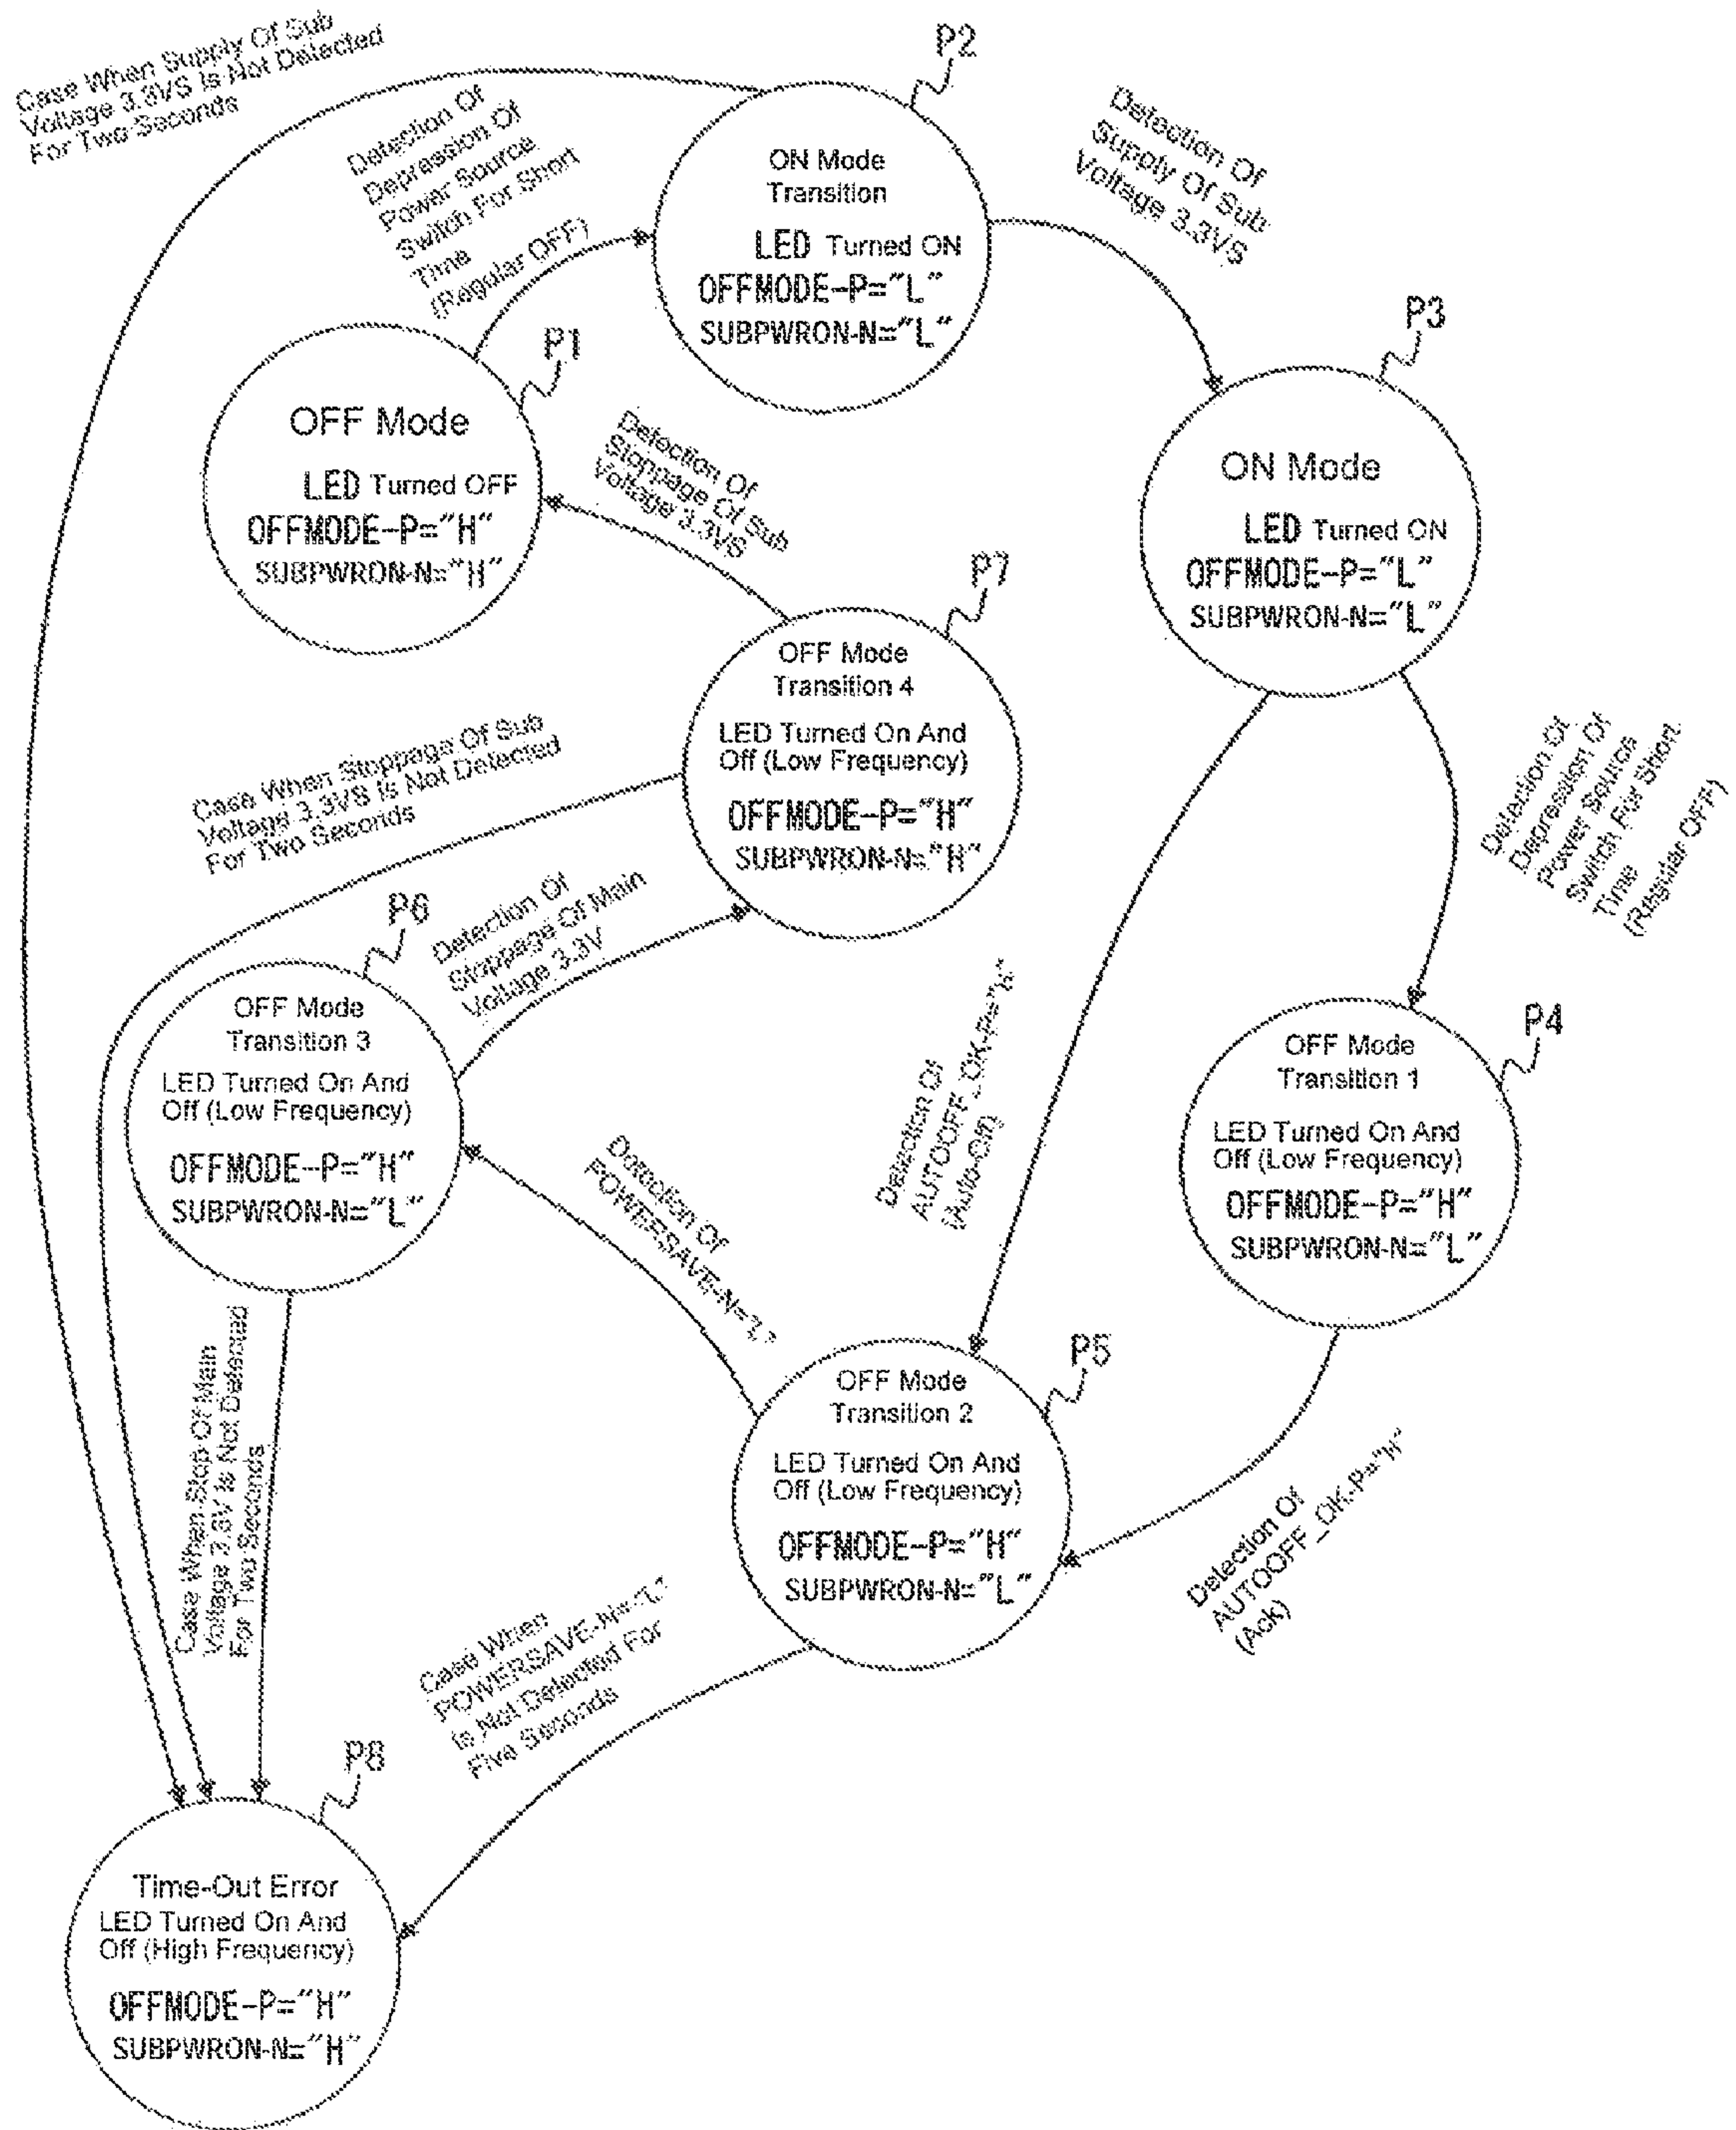 Case When Supply Of Sub
Voltage 3.3VS Is Not Detected
For Two Seconds
Detection Of
Depression Of
Power Source
Switch For Short
Time
(Regular OFF)
P2
ON Mode
Transition
LED Turned ON
OFFMODE-P="L"
SUBPWRON-N="L"
Detection Of
Supply Of Sub
Voltage 3.3VS
P1
OFF Mode
LED Turned OFF
OFFMODE-P="H"
SUBPWRON-N="H"
P3
ON Mode
LED Turned ON
OFFMODE-P="L"
SUBPWRON-N="L"
Detection Of
Stoppage Of Sub
Voltage 3.3VS
P7
OFF Mode
Transition 4
LED Turned On And
Off (Low Frequency)
OFFMODE-P="H"
SUBPWRON-N="H"
Case When Stoppage Of Sub
Voltage 3.3VS Is Not Detected
For Two Seconds
Detection Of
Depression Of
Power Source
Switch For Short
Time
(Regular OFF)
P6
OFF Mode
Transition 3
LED Turned On And
Off (Low Frequency)
OFFMODE-P="H"
SUBPWRON-N="L"
Detection Of
Stoppage Of Main
Voltage 3.3V
Detection Of
AUTOOFF_OK-P="H"
(Auto-Off)
P4
OFF Mode
Transition 1
LED Turned On And
Off (Low Frequency)
OFFMODE-P="H"
SUBPWRON-N="L"
Detection Of
POWERSAVE-N="L"
P5
OFF Mode
Transition 2
LED Turned On And
Off (Low Frequency)
OFFMODE-P="H"
SUBPWRON-N="L"
Detection Of
AUTOOFF_OK-P="H"
(Ack)
Case When Stop Of Main
Voltage 3.3V Is Not Detected
For Two Seconds
Case When
POWERSAVE-N="L"
Is Not Detected For
Five Seconds
P8
Time-Out Error
LED Turned On And
Off (High Frequency)
OFFMODE-P="H"
SUBPWRON-N="H"